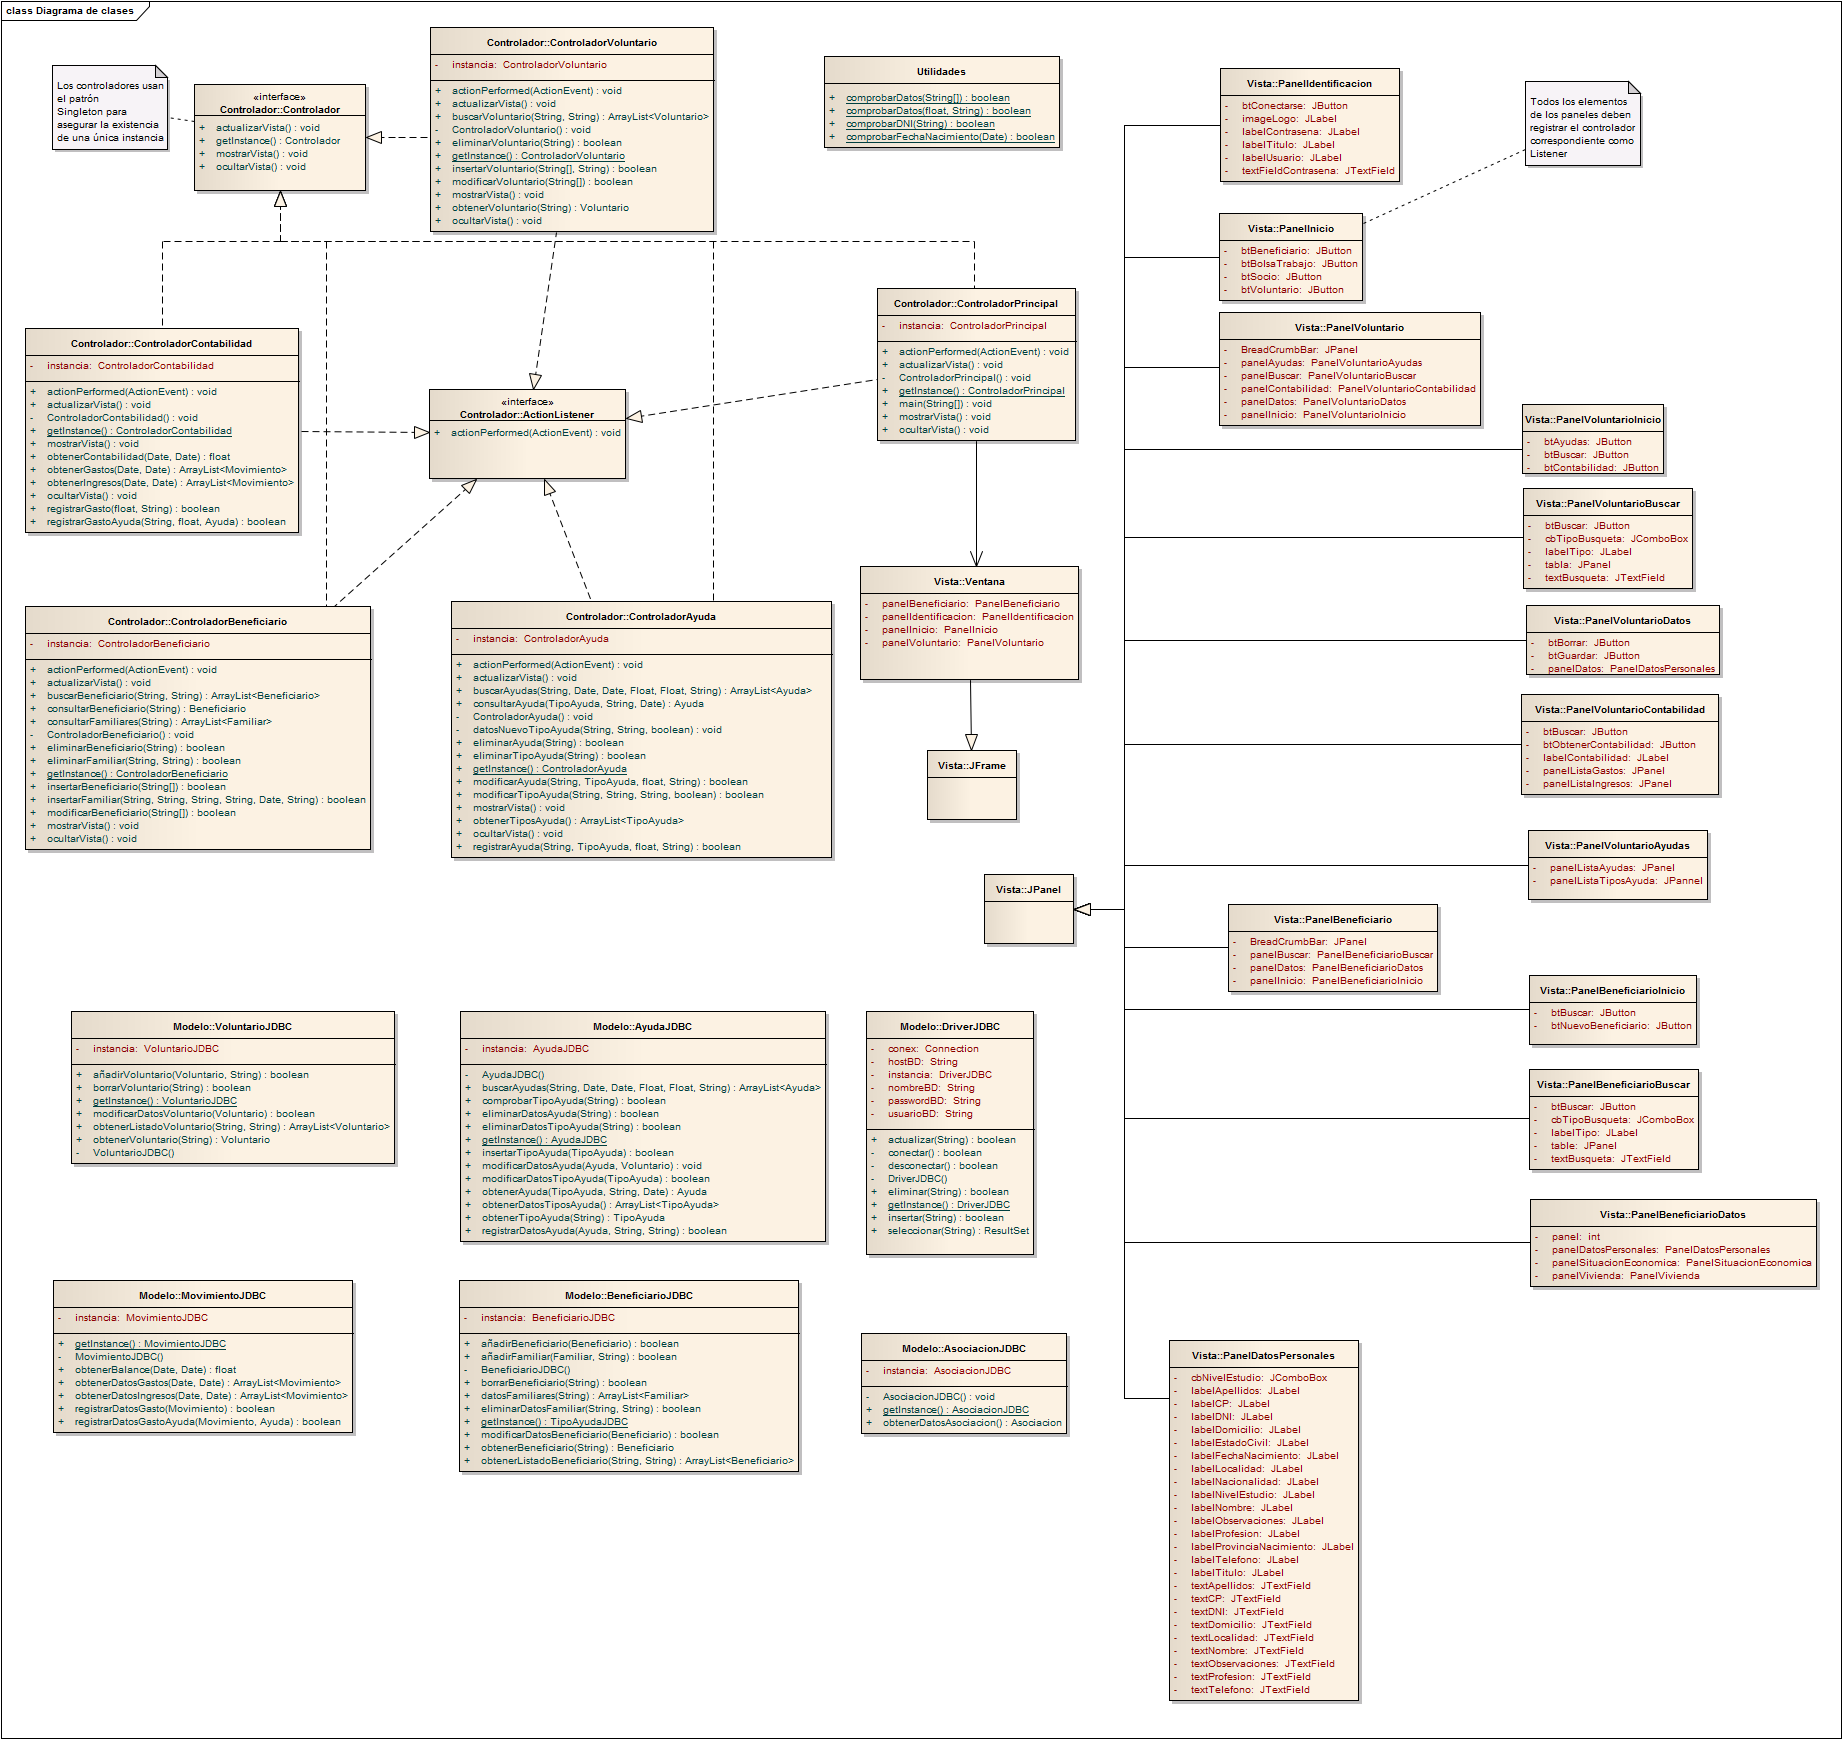 class Diagrama de clases
Los controladores usan
el patrón
Singleton para
asegurar la existencia
de una única instancia
«interface»
Controlador::Controlador
+ actualizarVista() : void
+ getInstance() : Controlador
+ mostrarVista() : void
+ ocultarVista() : void
Controlador::ControladorVoluntario
- instancia: ControladorVoluntario
+ actionPerformed(ActionEvent) : void
+ actualizarVista() : void
+ buscarVoluntario(String, String) : ArrayList<Voluntario>
- ControladorVoluntario() : void
+ eliminarVoluntario(String) : boolean
+ getInstance() : ControladorVoluntario
+ insertarVoluntario(String[], String) : boolean
+ modificarVoluntario(String[]) : boolean
+ mostrarVista() : void
+ obtenerVoluntario(String) : Voluntario
+ ocultarVista() : void
Utilidades
+ comprobarDatos(String[]) : boolean
+ comprobarDatos(float, String) : boolean
+ comprobarDNI(String) : boolean
+ comprobarFechaNacimiento(Date) : boolean
Vista::PanelIdentificacion
- btConectarse: JButton
- imageLogo: JLabel
- labelContrasena: JLabel
- labelTitulo: JLabel
- labelUsuario: JLabel
- textFieldContrasena: JTextField
Todos los elementos
de los paneles deben
registrar el controlador
correspondiente como
Listener
Vista::PanelInicio
- btBeneficiario: JButton
- btBolsaTrabajo: JButton
- btSocio: JButton
- btVoluntario: JButton
Controlador::ControladorContabilidad
- instancia: ControladorContabilidad
+ actionPerformed(ActionEvent) : void
+ actualizarVista() : void
- ControladorContabilidad() : void
+ getInstance() : ControladorContabilidad
+ mostrarVista() : void
+ obtenerContabilidad(Date, Date) : float
+ obtenerGastos(Date, Date) : ArrayList<Movimiento>
+ obtenerIngresos(Date, Date) : ArrayList<Movimiento>
+ ocultarVista() : void
+ registrarGasto(float, String) : boolean
+ registrarGastoAyuda(String, float, Ayuda) : boolean
«interface»
Controlador::ActionListener
+ actionPerformed(ActionEvent) : void
Controlador::ControladorPrincipal
- instancia: ControladorPrincipal
+ actionPerformed(ActionEvent) : void
+ actualizarVista() : void
- ControladorPrincipal() : void
+ getInstance() : ControladorPrincipal
+ main(String[]) : void
+ mostrarVista() : void
+ ocultarVista() : void
Vista::PanelVoluntario
- BreadCrumbBar: JPanel
- panelAyudas: PanelVoluntarioAyudas
- panelBuscar: PanelVoluntarioBuscar
- panelContabilidad: PanelVoluntarioContabilidad
- panelDatos: PanelVoluntarioDatos
- panelInicio: PanelVoluntarioInicio
Vista::PanelVoluntarioInicio
- btAyudas: JButton
- btBuscar: JButton
- btContabilidad: JButton
Vista::PanelVoluntarioBuscar
- btBuscar: JButton
- cbTipoBusqueta: JComboBox
- labelTipo: JLabel
- tabla: JPanel
- textBusqueta: JTextField
Controlador::ControladorBeneficiario
- instancia: ControladorBeneficiario
+ actionPerformed(ActionEvent) : void
+ actualizarVista() : void
+ buscarBeneficiario(String, String) : ArrayList<Beneficiario>
+ consultarBeneficiario(String) : Beneficiario
+ consultarFamiliares(String) : ArrayList<Familiar>
- ControladorBeneficiario() : void
+ eliminarBeneficiario(String) : boolean
+ eliminarFamiliar(String, String) : boolean
+ getInstance() : ControladorBeneficiario
+ insertarBeneficiario(String[]) : boolean
+ insertarFamiliar(String, String, String, String, Date, String) : boolean
+ modificarBeneficiario(String[]) : boolean
+ mostrarVista() : void
+ ocultarVista() : void
Controlador::ControladorAyuda
- instancia: ControladorAyuda
+ actionPerformed(ActionEvent) : void
+ actualizarVista() : void
+ buscarAyudas(String, Date, Date, Float, Float, String) : ArrayList<Ayuda>
+ consultarAyuda(TipoAyuda, String, Date) : Ayuda
- ControladorAyuda() : void
- datosNuevoTipoAyuda(String, String, boolean) : void
+ eliminarAyuda(String) : boolean
+ eliminarTipoAyuda(String) : boolean
+ getInstance() : ControladorAyuda
+ modificarAyuda(String, TipoAyuda, float, String) : boolean
+ modificarTipoAyuda(String, String, String, boolean) : boolean
+ mostrarVista() : void
+ obtenerTiposAyuda() : ArrayList<TipoAyuda>
+ ocultarVista() : void
+ registrarAyuda(String, TipoAyuda, float, String) : boolean
Vista::Ventana
- panelBeneficiario: PanelBeneficiario
- panelIdentificacion: PanelIdentificacion
- panelInicio: PanelInicio
- panelVoluntario: PanelVoluntario
Vista::JFrame
Vista::PanelVoluntarioDatos
- btBorrar: JButton
- btGuardar: JButton
- panelDatos: PanelDatosPersonales
Vista::PanelVoluntarioContabilidad
- btBuscar: JButton
- btObtenerContabilidad: JButton
- labelContabilidad: JLabel
- panelListaGastos: JPanel
- panelListaIngresos: JPanel
Vista::PanelVoluntarioAyudas
- panelListaAyudas: JPanel
- panelListaTiposAyuda: JPannel
Vista::JPanel
Vista::PanelBeneficiario
- BreadCrumbBar: JPanel
- panelBuscar: PanelBeneficiarioBuscar
- panelDatos: PanelBeneficiarioDatos
- panelInicio: PanelBeneficiarioInicio
Vista::PanelBeneficiarioInicio
- btBuscar: JButton
- btNuevoBeneficiario: JButton
Modelo::VoluntarioJDBC
- instancia: VoluntarioJDBC
+ añadirVoluntario(Voluntario, String) : boolean
+ borrarVoluntario(String) : boolean
+ getInstance() : VoluntarioJDBC
+ modificarDatosVoluntario(Voluntario) : boolean
+ obtenerListadoVoluntario(String, String) : ArrayList<Voluntario>
+ obtenerVoluntario(String) : Voluntario
- VoluntarioJDBC()
Modelo::AyudaJDBC
- instancia: AyudaJDBC
- AyudaJDBC()
+ buscarAyudas(String, Date, Date, Float, Float, String) : ArrayList<Ayuda>
+ comprobarTipoAyuda(String) : boolean
+ eliminarDatosAyuda(String) : boolean
+ eliminarDatosTipoAyuda(String) : boolean
+ getInstance() : AyudaJDBC
+ insertarTipoAyuda(TipoAyuda) : boolean
+ modificarDatosAyuda(Ayuda, Voluntario) : void
+ modificarDatosTipoAyuda(TipoAyuda) : boolean
+ obtenerAyuda(TipoAyuda, String, Date) : Ayuda
+ obtenerDatosTiposAyuda() : ArrayList<TipoAyuda>
+ obtenerTipoAyuda(String) : TipoAyuda
+ registrarDatosAyuda(Ayuda, String, String) : boolean
Modelo::DriverJDBC
- conex: Connection
- hostBD: String
- instancia: DriverJDBC
- nombreBD: String
- passwordBD: String
- usuarioBD: String
+ actualizar(String) : boolean
- conectar() : boolean
- desconectar() : boolean
- DriverJDBC()
+ eliminar(String) : boolean
+ getInstance() : DriverJDBC
+ insertar(String) : boolean
+ seleccionar(String) : ResultSet
Vista::PanelBeneficiarioBuscar
- btBuscar: JButton
- cbTipoBusqueta: JComboBox
- labelTipo: JLabel
- table: JPanel
- textBusqueta: JTextField
Vista::PanelBeneficiarioDatos
- panel: int
- panelDatosPersonales: PanelDatosPersonales
- panelSituacionEconomica: PanelSituacionEconomica
- panelVivienda: PanelVivienda
Modelo::MovimientoJDBC
- instancia: MovimientoJDBC
+ getInstance() : MovimientoJDBC
- MovimientoJDBC()
+ obtenerBalance(Date, Date) : float
+ obtenerDatosGastos(Date, Date) : ArrayList<Movimiento>
+ obtenerDatosIngresos(Date, Date) : ArrayList<Movimiento>
+ registrarDatosGasto(Movimiento) : boolean
+ registrarDatosGastoAyuda(Movimiento, Ayuda) : boolean
Modelo::BeneficiarioJDBC
- instancia: BeneficiarioJDBC
+ añadirBeneficiario(Beneficiario) : boolean
+ añadirFamiliar(Familiar, String) : boolean
- BeneficiarioJDBC()
+ borrarBeneficiario(String) : boolean
+ datosFamiliares(String) : ArrayList<Familiar>
+ eliminarDatosFamiliar(String, String) : boolean
+ getInstance() : TipoAyudaJDBC
+ modificarDatosBeneficiario(Beneficiario) : boolean
+ obtenerBeneficiario(String) : Beneficiario
+ obtenerListadoBeneficiario(String, String) : ArrayList<Beneficiario>
Modelo::AsociacionJDBC
- instancia: AsociacionJDBC
- AsociacionJDBC() : void
+ getInstance() : AsociacionJDBC
+ obtenerDatosAsociacion() : Asociacion
Vista::PanelDatosPersonales
- cbNivelEstudio: JComboBox
- labelApellidos: JLabel
- labelCP: JLabel
- labelDNI: JLabel
- labelDomicilio: JLabel
- labelEstadoCivil: JLabel
- labelFechaNacimiento: JLabel
- labelLocalidad: JLabel
- labelNacionalidad: JLabel
- labelNivelEstudio: JLabel
- labelNombre: JLabel
- labelObservaciones: JLabel
- labelProfesion: JLabel
- labelProvinciaNacimiento: JLabel
- labelTelefono: JLabel
- labelTitulo: JLabel
- textApellidos: JTextField
- textCP: JTextField
- textDNI: JTextField
- textDomicilio: JTextField
- textLocalidad: JTextField
- textNombre: JTextField
- textObservaciones: JTextField
- textProfesion: JTextField
- textTelefono: JTextField